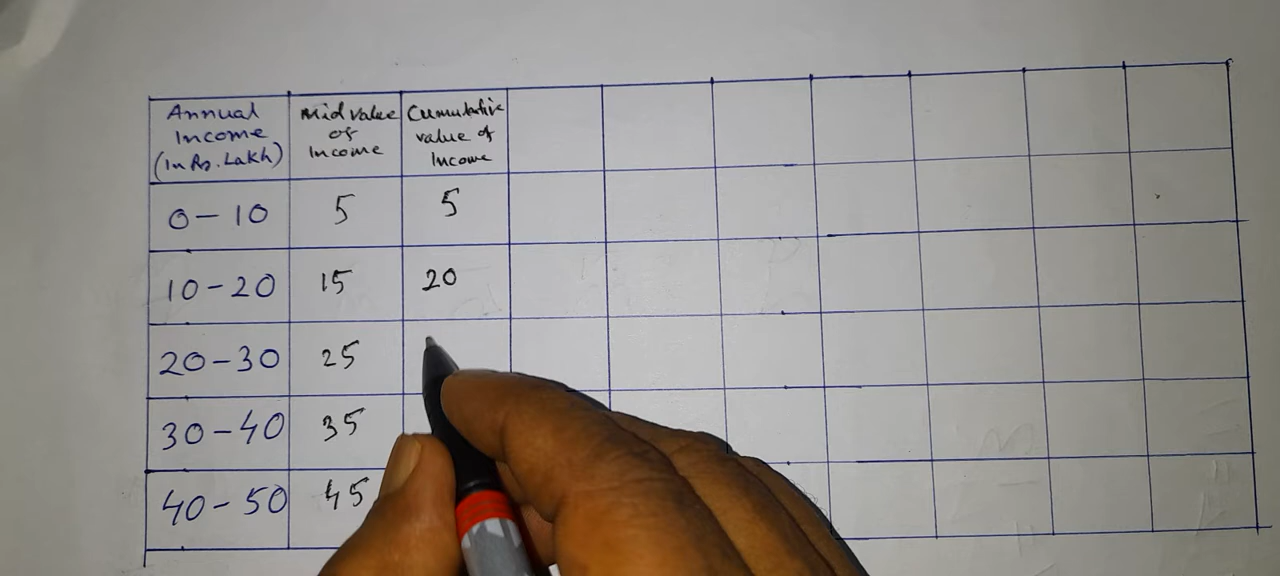 Annual
Income
(In Rs. Lakh)
Mid Value
of
Income
Cumulative
value of
Income
0-10
5
5
10-20
15
20
20-30
25
30-40
35
40-50
45